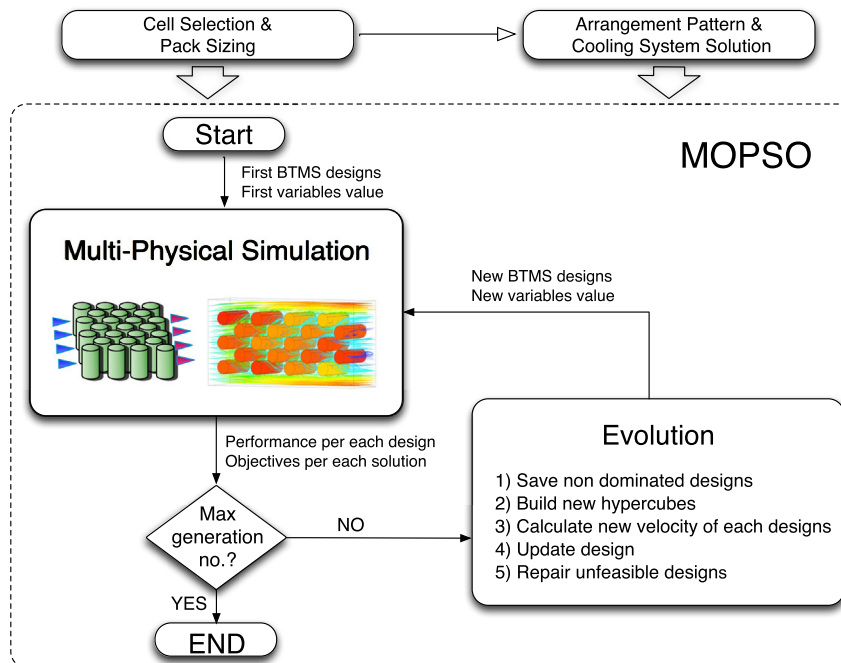 Cell Selection &
Pack Sizing
Arrangement Pattern &
Cooling System Solution
Start
MOPSO
First BTMS designs
First variables value
Multi-Physical Simulation
New BTMS designs
New variables value
Performance per each design
Objectives per each solution
Evolution
1) Save non dominated designs
2) Build new hypercubes
3) Calculate new velocity of each designs
4) Update design
5) Repair unfeasible designs
Max
generation
no.?
NO
YES
END